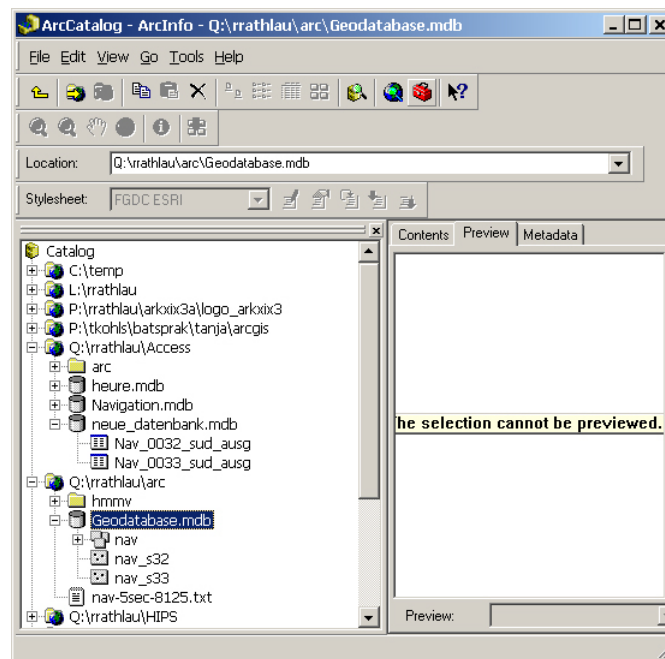 ArcCatalog - ArcInfo - Q:\rrathlau\arc\Geodatabase.mdb
File Edit View Go Tools Help
Location: Q:\rrathlau\arc\Geodatabase.mdb
Stylesheet: FGDC ESRI
Contents Preview Metadata
Catalog
C:\temp
L:\rrathlau
P:\rrathlau\arkxix3a\logo_arkxix3
P:\tkohls\batsprak\tanja\arcgis
Q:\rrathlau\Access
arc
heure.mdb
Navigation.mdb
neue_datenbank.mdb
Nav_0032_sud_ausg
Nav_0033_sud_ausg
Q:\rrathlau\arc
hmmv
Geodatabase.mdb
nav
nav_s32
nav_s33
nav-5sec-8125.txt
Q:\rrathlau\HIPS
he selection cannot be previewed.
Preview: